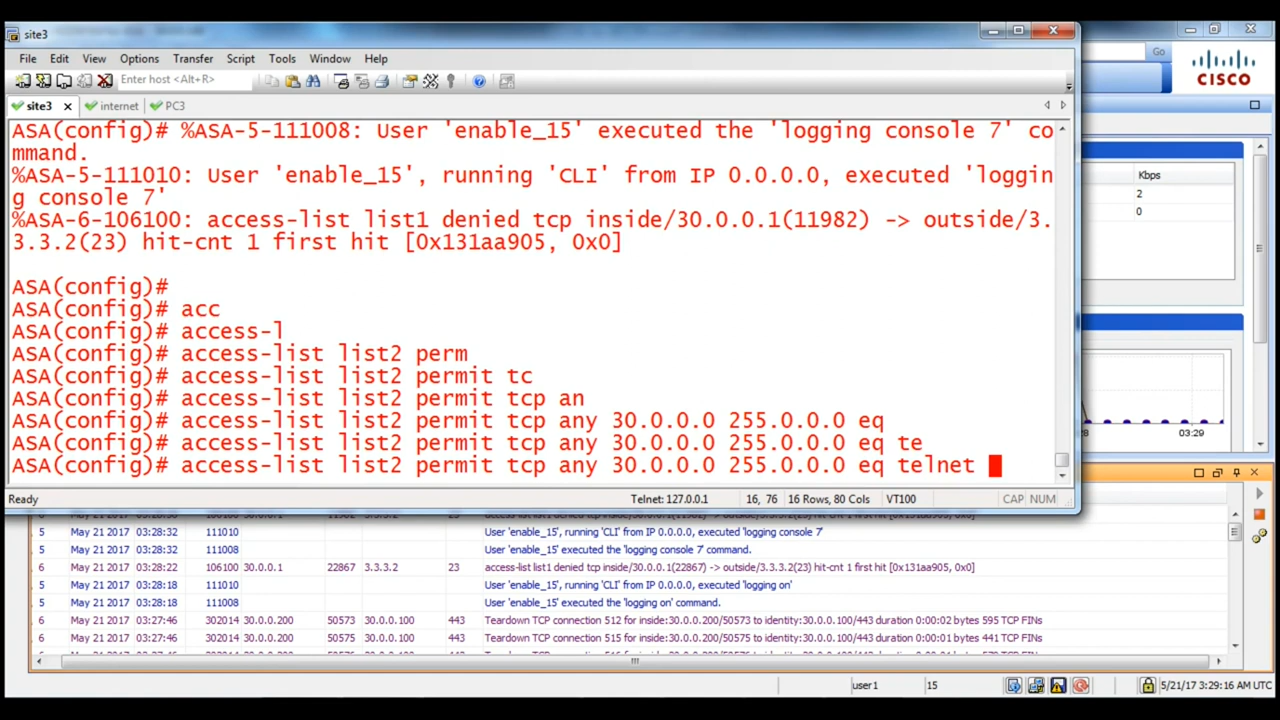 site3
File Edit View Options Transfer Script Tools Window Help
Enter host <Alt+R>
Go
CISCO
site3 internet PC3
ASA(config)# %ASA-5-111008: User 'enable_15' executed the 'logging console 7' co
mmand.
%ASA-5-111010: User 'enable_15', running 'CLI' from IP 0.0.0.0, executed 'loggin
g console 7'
%ASA-6-106100: access-list list1 denied tcp inside/30.0.0.1(11982) -> outside/3.
3.3.2(23) hit-cnt 1 first hit [0x131aa905, 0x0]
ASA(config)#
ASA(config)# acc
ASA(config)# access-l
ASA(config)# access-list list2 perm
ASA(config)# access-list list2 permit tc
ASA(config)# access-list list2 permit tcp an
ASA(config)# access-list list2 permit tcp any 30.0.0.0 255.0.0.0 eq
ASA(config)# access-list list2 permit tcp any 30.0.0.0 255.0.0.0 eq te
ASA(config)# access-list list2 permit tcp any 30.0.0.0 255.0.0.0 eq telnet
Kbps
2
0
28
03:29
Ready Telnet: 127.0.0.1 16, 76 16 Rows, 80 Cols VT100 CAP NUM
5 May 21 2017 03:28:32 111010 User 'enable_15', running 'CLI' from IP 0.0.0.0, executed 'logging console 7'
5 May 21 2017 03:28:32 111008 User 'enable_15' executed the 'logging console 7' command.
6 May 21 2017 03:28:22 106100 30.0.0.1 22867 3.3.3.2 23 access-list list1 denied tcp inside/30.0.0.1(22867) -> outside/3.3.3.2(23) hit-cnt 1 first hit [0x131aa905, 0x0]
5 May 21 2017 03:28:18 111010 User 'enable_15', running 'CLI' from IP 0.0.0.0, executed 'logging on'
5 May 21 2017 03:28:18 111008 User 'enable_15' executed the 'logging on' command.
6 May 21 2017 03:27:46 302014 30.0.0.200 50573 30.0.0.100 443 Teardown TCP connection 512 for inside:30.0.0.200/50573 to identity:30.0.0.100/443 duration 0:00:02 bytes 595 TCP FINs
6 May 21 2017 03:27:46 302014 30.0.0.200 50575 30.0.0.100 443 Teardown TCP connection 515 for inside:30.0.0.200/50575 to identity:30.0.0.100/443 duration 0:00:01 bytes 441 TCP FINs
user1 15 5/21/17 3:29:16 AM UTC